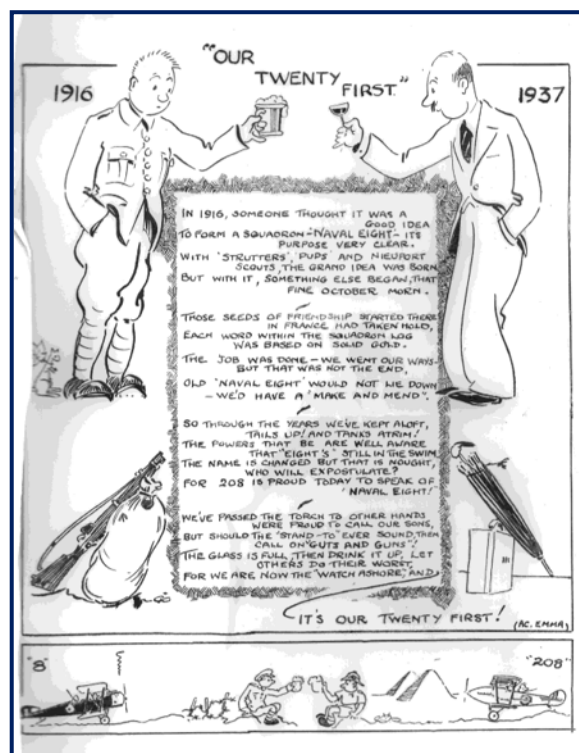 "OUR
TWENTY
FIRST."
1916
1937
IN 1916, SOMEONE THOUGHT IT WAS A
GOOD IDEA
TO FORM A SQUADRON-"NAVAL EIGHT"- ITS
PURPOSE VERY CLEAR.
WITH 'STRUTTERS', 'PUPS' AND NIEUPORT
SCOUTS, THE GRAND IDEA WAS BORN
BUT WITH IT, SOMETHING ELSE BEGAN, THAT
FINE OCTOBER MORN.
THOSE SEEDS OF FRIENDSHIP STARTED THERE
IN FRANCE HAD TAKEN HOLD,
EACH WORD WITHIN THE SQUADRON LOG
WAS BASED ON SOLID GOLD.
THE JOB WAS DONE – WE WENT OUR WAYS-
BUT THAT WAS NOT THE END,
OLD 'NAVAL EIGHT' WOULD NOT LIE DOWN
– WE'D HAVE A 'MAKE AND MEND'.
SO THROUGH THE YEARS WE'VE KEPT ALOFT,
TAILS UP! AND TANKS ATRIM!
THE POWERS THAT BE ARE WELL AWARE
THAT "EIGHT'S" STILL IN THE SWIM
THE NAME IS CHANGED BUT THAT IS NOUGHT,
WHO WILL EXPOSTULATE?
FOR 208 IS PROUD TODAY TO SPEAK OF
'NAVAL EIGHT!'
WE'VE PASSED THE TORCH TO OTHER HANDS
WERE PROUD TO CALL OUR SONS,
BUT SHOULD THE 'STAND-TO' EVER SOUND, THEN
CALL ON "GUTS AND GUNS"!
THE GLASS IS FULL, THEN DRINK IT UP, LET
OTHERS DO THEIR WORST,
FOR WE ARE NOW THE "WATCH ASHORE," AND
IT'S OUR TWENTY FIRST!
(AC. EMMA)
"8"
"208"